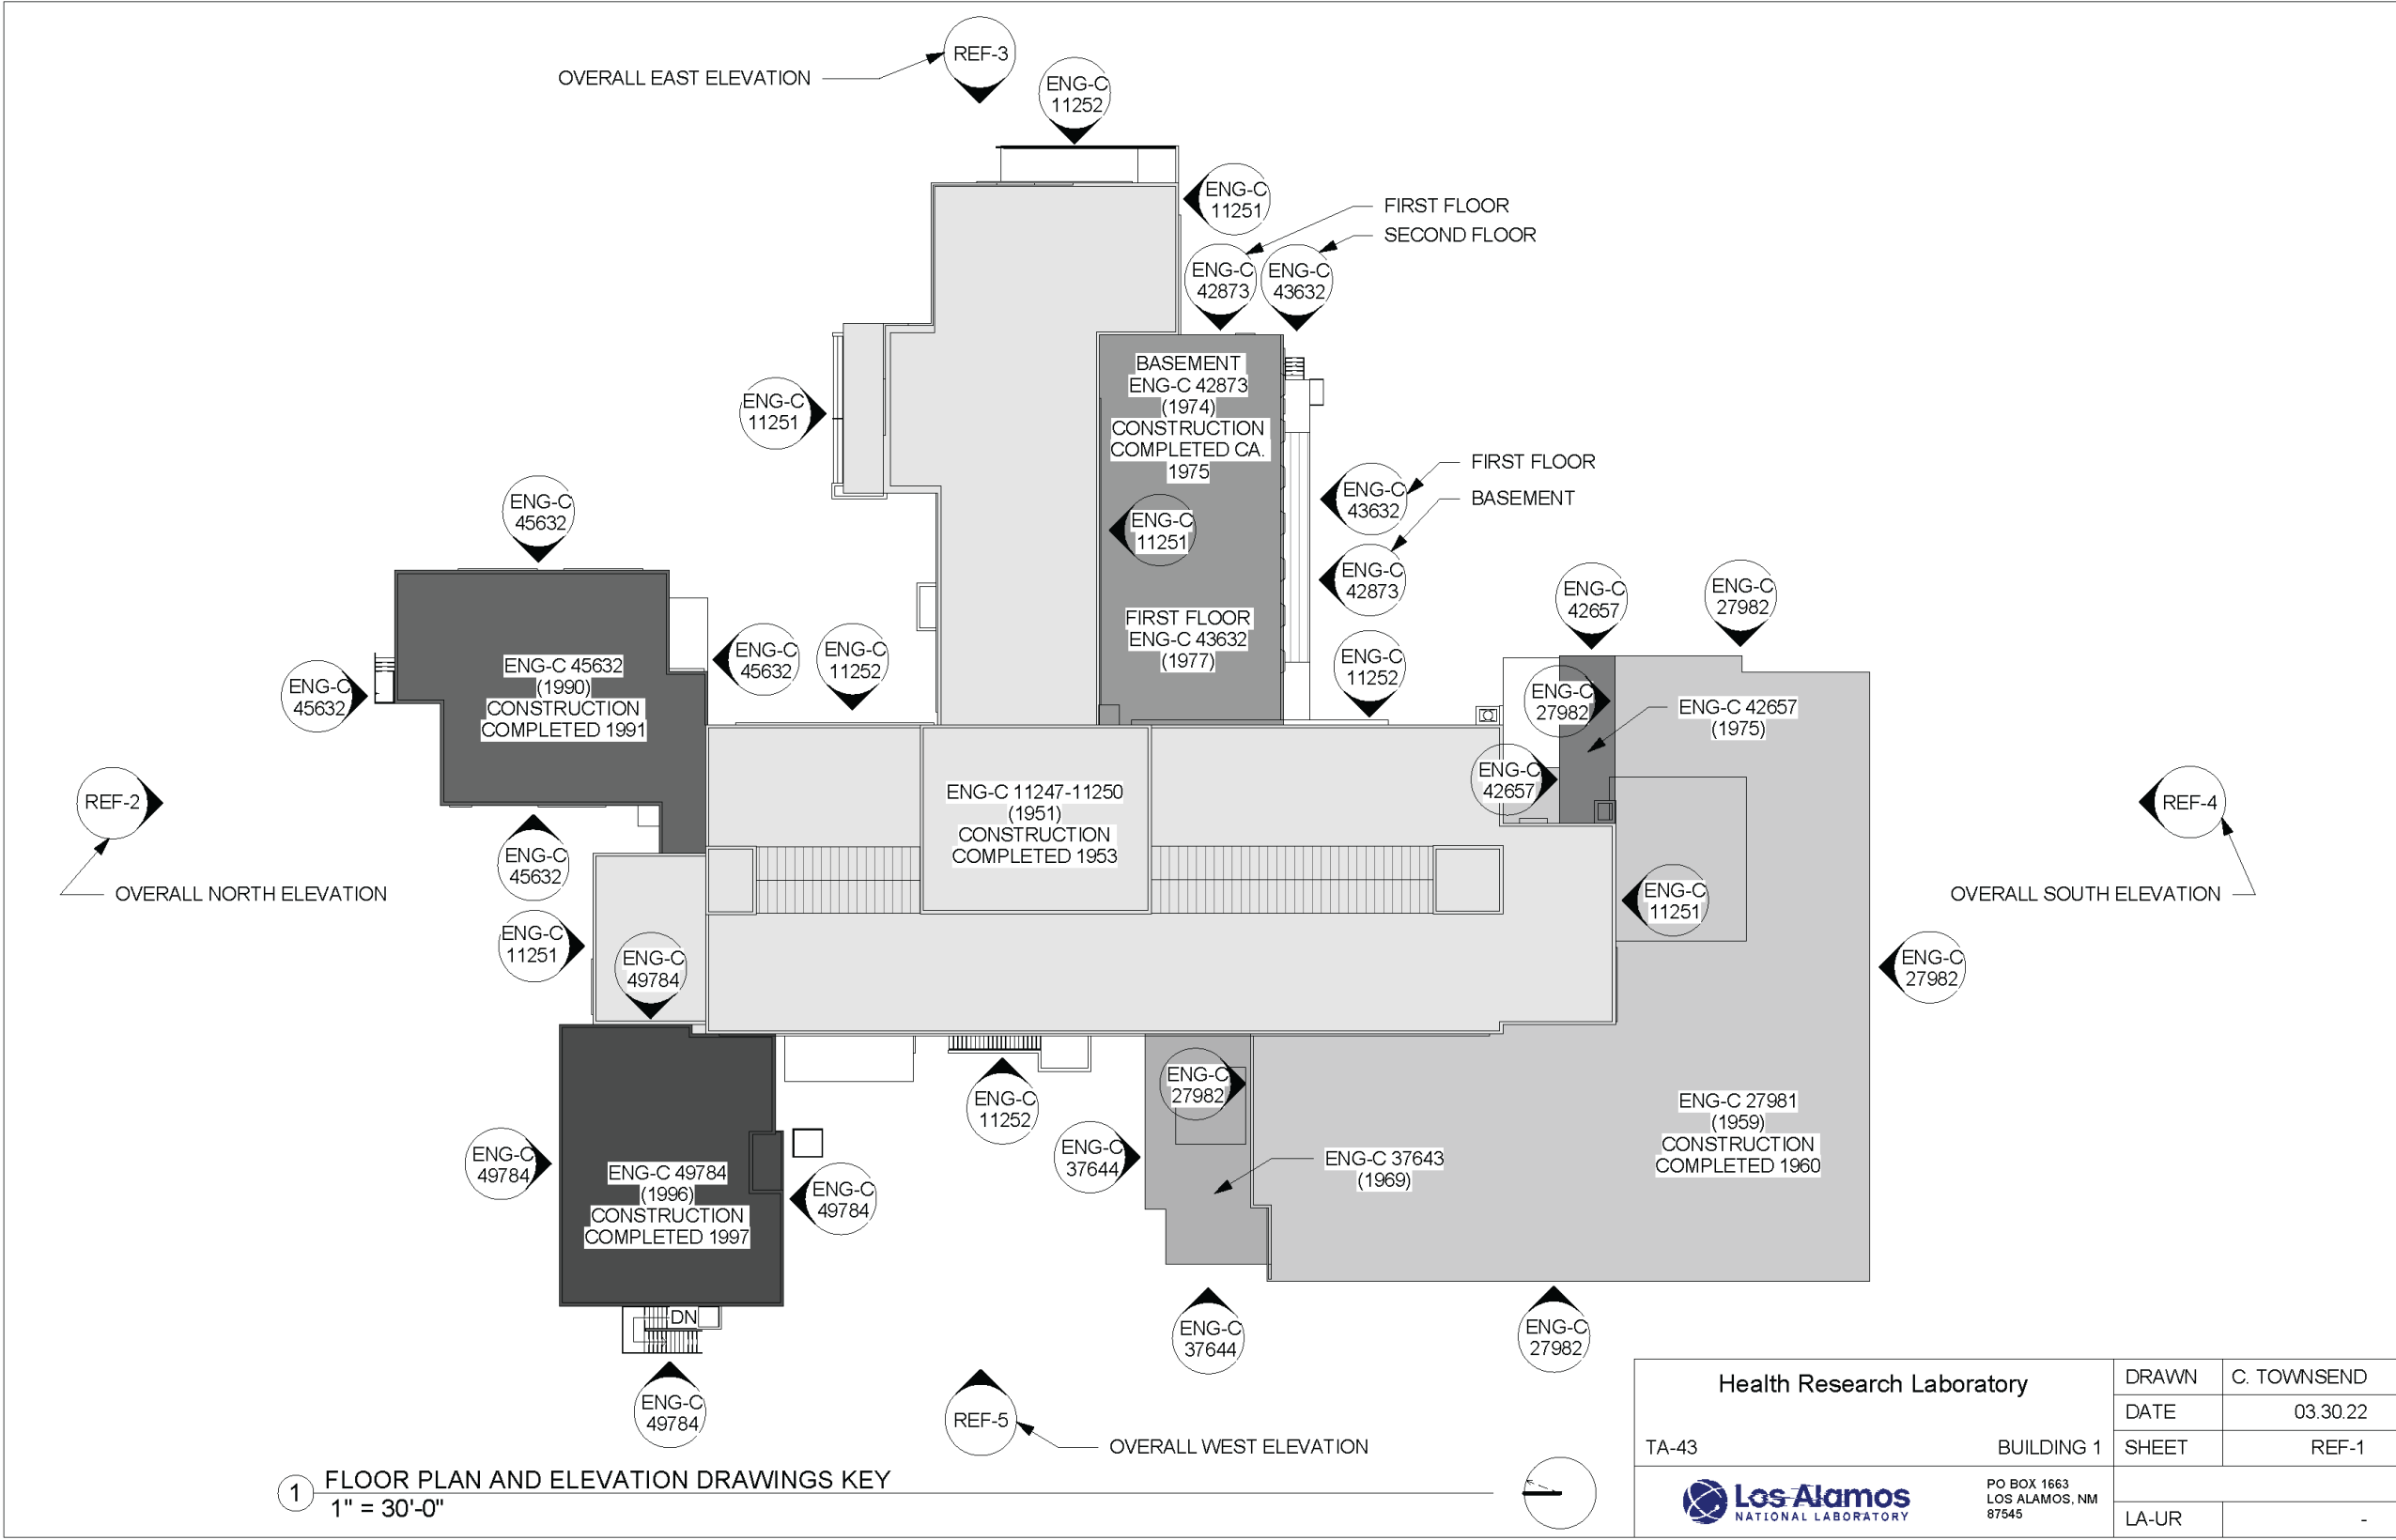 REF-3
OVERALL EAST ELEVATION
ENG-C
11252
ENG-C
11251
FIRST FLOOR
SECOND FLOOR
ENG-C
42873
ENG-C
43632
BASEMENT
ENG-C 42873
(1974)
CONSTRUCTION
COMPLETED CA.
1975
ENG-C
11251
FIRST FLOOR
BASEMENT
ENG-C
43632
ENG-C
45632
ENG-C
11251
ENG-C
42873
ENG-C
42657
ENG-C
27982
FIRST FLOOR
ENG-C 43632
(1977)
ENG-C
45632
ENG-C
11252
ENG-C
11252
ENG-C 45632
(1990)
CONSTRUCTION
COMPLETED 1991
ENG-C
45632
ENG-C
27982
ENG-C 42657
(1975)
ENG-C
42657
REF-2
ENG-C 11247-11250
(1951)
CONSTRUCTION
COMPLETED 1953
REF-4
ENG-C
45632
OVERALL NORTH ELEVATION
ENG-C
11251
OVERALL SOUTH ELEVATION
ENG-C
11251
ENG-C
49784
ENG-C
27982
ENG-C
27982
ENG-C
11252
ENG-C 27981
(1959)
CONSTRUCTION
COMPLETED 1960
ENG-C
49784
ENG-C
37644
ENG-C 37643
(1969)
ENG-C 49784
(1996)
CONSTRUCTION
COMPLETED 1997
ENG-C
49784
DN
ENG-C
37644
ENG-C
27982
ENG-C
49784
REF-5
OVERALL WEST ELEVATION
1 FLOOR PLAN AND ELEVATION DRAWINGS KEY
1" = 30'-0"
Health Research Laboratory
TA-43 BUILDING 1
DRAWN C. TOWNSEND
DATE 03.30.22
SHEET REF-1
Los Alamos
NATIONAL LABORATORY
PO BOX 1663
LOS ALAMOS, NM
87545
LA-UR -